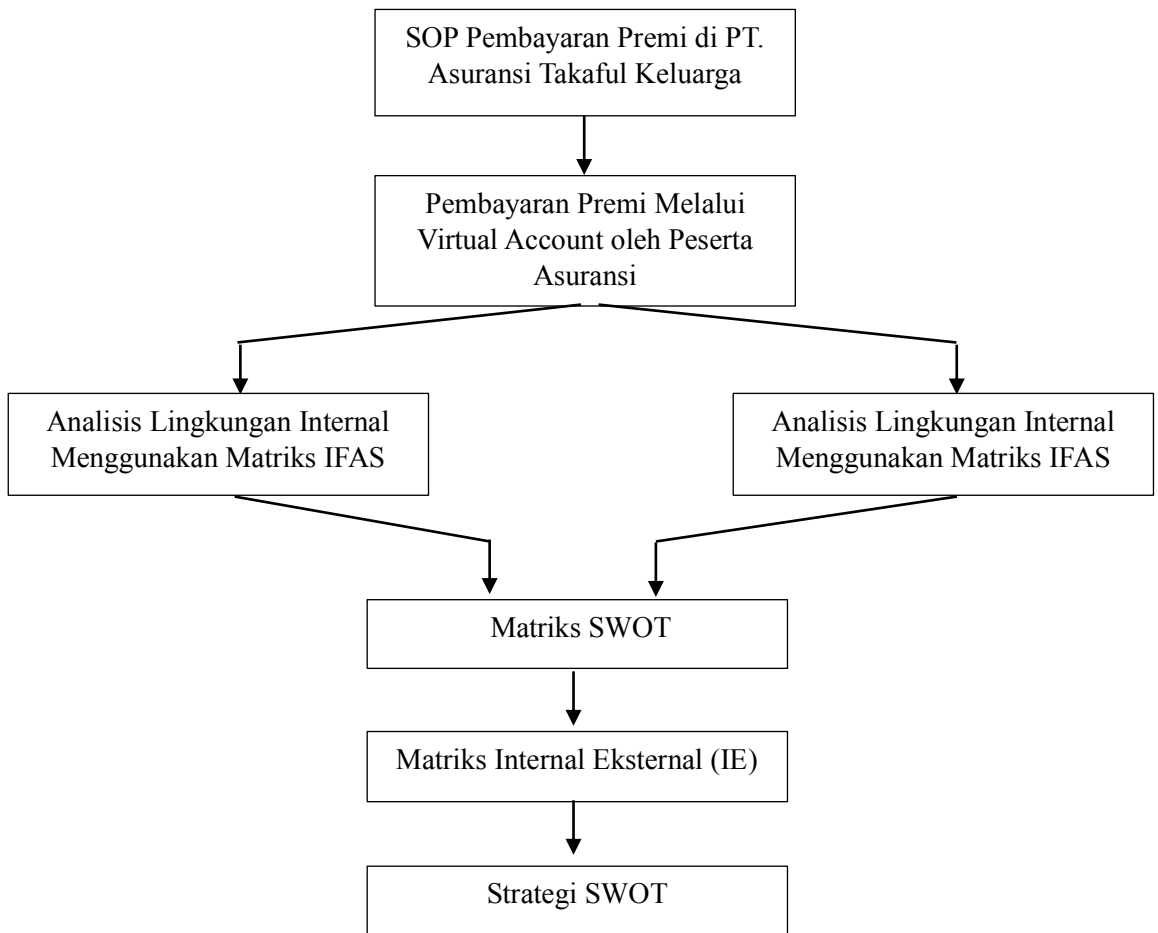 SOP Pembayaran Premi di PT.
Asuransi Takaful Keluarga
Pembayaran Premi Melalui
Virtual Account oleh Peserta
Asuransi
Analisis Lingkungan Internal
Menggunakan Matriks IFAS
Analisis Lingkungan Internal
Menggunakan Matriks IFAS
Matriks SWOT
Matriks Internal Eksternal (IE)
Strategi SWOT